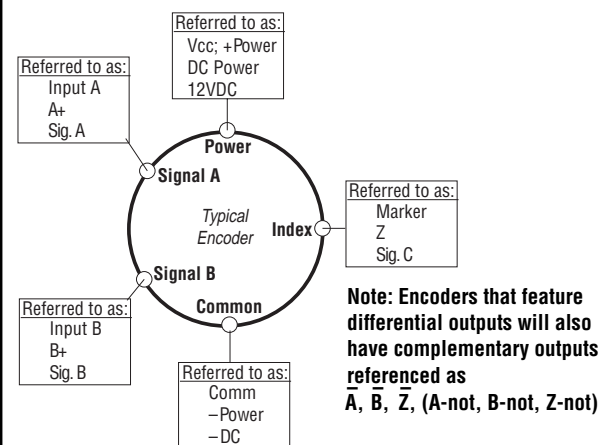 Referred to as:
Vcc; +Power
DC Power
12VDC
Referred to as:
Input A
A+
Sig. A
Power
Signal A
Typical
Encoder
Index
Referred to as:
Marker
Z
Sig. C
Signal B
Common
Referred to as:
Input B
B+
Sig. B
Referred to as:
Comm
–Power
–DC
Note: Encoders that feature
differential outputs will also
have complementary outputs
referenced as
A̅, B̅, Z̅, (A-not, B-not, Z-not)